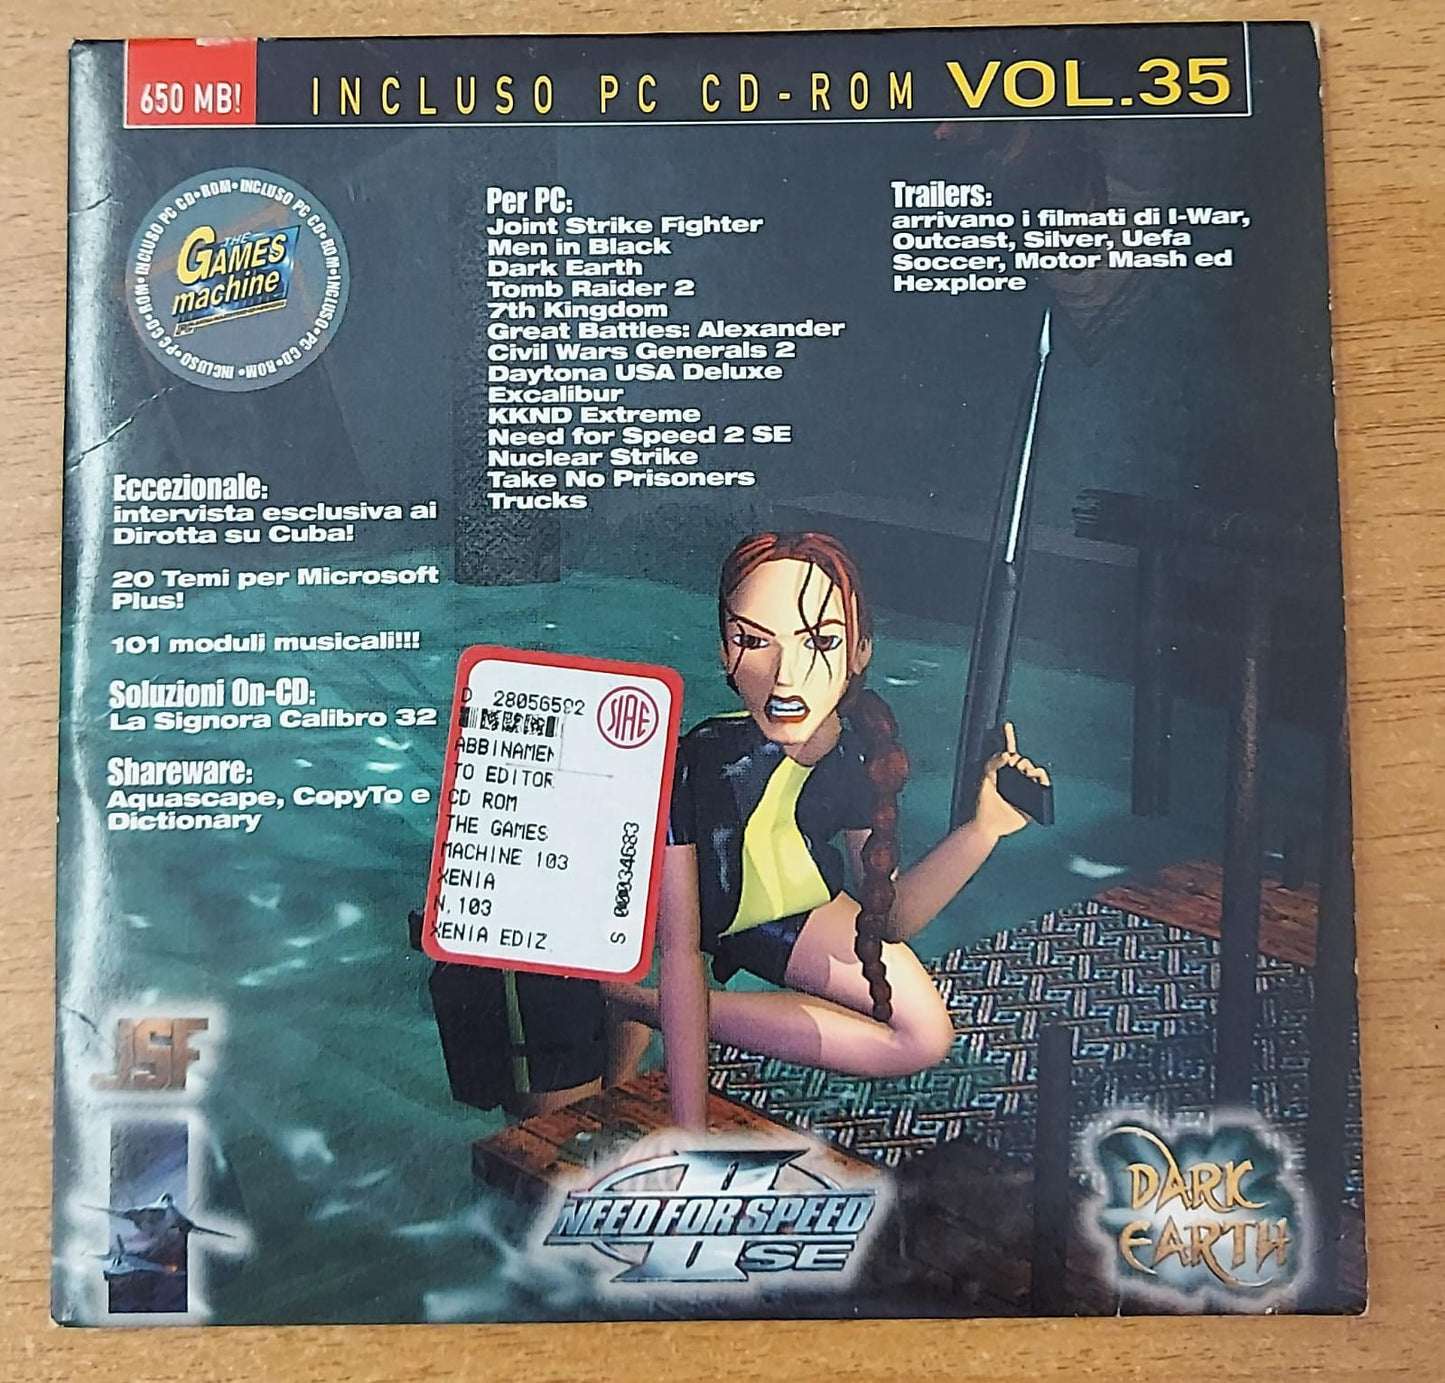 650 MB!
INCLUSO PC CD-ROM VOL.35
INCLUSO PC CD-ROM • INCLUSO PC CD-ROM • INCLUSO PC CD-ROM • INCLUSO PC CD-ROM •
THE
GAMES
machine
Per PC:
Joint Strike Fighter
Men in Black
Dark Earth
Tomb Raider 2
7th Kingdom
Great Battles: Alexander
Civil Wars Generals 2
Daytona USA Deluxe
Excalibur
KKND Extreme
Need for Speed 2 SE
Nuclear Strike
Take No Prisoners
Trucks
Trailers:
arrivano i filmati di I-War,
Outcast, Silver, Uefa
Soccer, Motor Mash ed
Hexplore
Eccezionale:
intervista esclusiva ai
Dirotta su Cuba!
20 Temi per Microsoft
Plus!
101 moduli musicali!!!
Soluzioni On-CD:
La Signora Calibro 32
Shareware:
Aquascape, CopyTo e
Dictionary
D 28056592
SIAE
ABBINAMEN
TO EDITOR
CD ROM
THE GAMES
MACHINE 103
XENIA
N.103
XENIA EDIZ
S 00034683
JSF
NEED FOR SPEED
II SE
DARK
EARTH